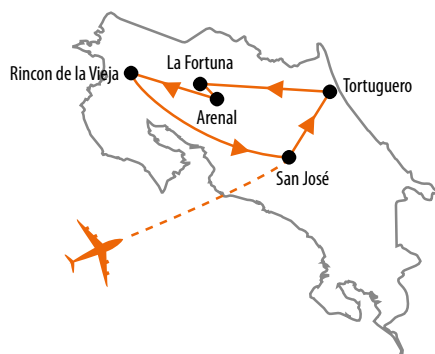 La Fortuna
Rincon de la Vieja
Tortuguero
Arenal
San José